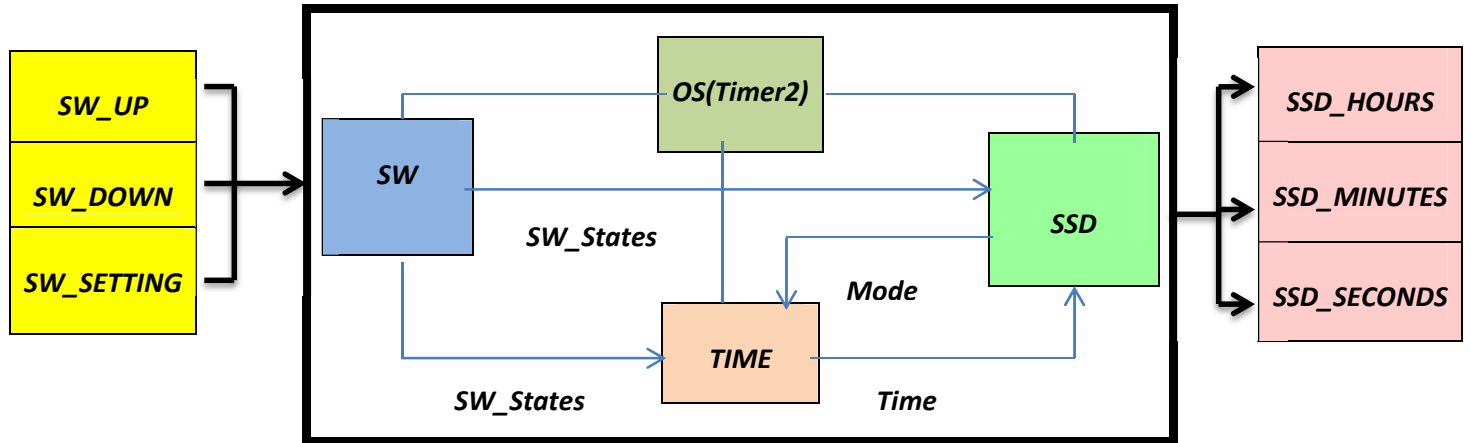 SW_UP
SW_DOWN
SW_SETTING
OS(Timer2)
SW
SSD
SW_States
Mode
TIME
SW_States
Time
SSD_HOURS
SSD_MINUTES
SSD_SECONDS